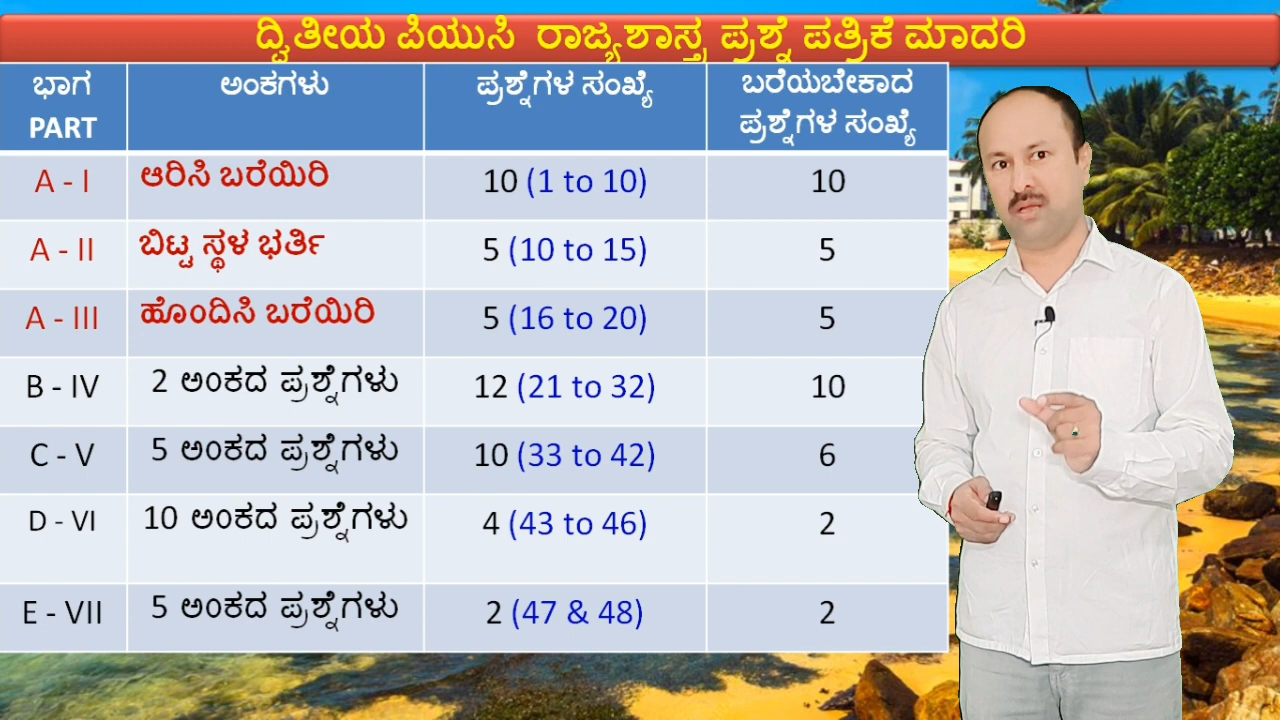 ದ್ವಿತೀಯ ಪಿಯುಸಿ ರಾಜ್ಯಶಾಸ್ತ್ರ ಪ್ರಶ್ನೆ ಪತ್ರಿಕೆ ಮಾದರಿ
ಭಾಗ PART ಅಂಕಗಳು ಪ್ರಶ್ನೆಗಳ ಸಂಖ್ಯೆ ಬರೆಯಬೇಕಾದ ಪ್ರಶ್ನೆಗಳ ಸಂಖ್ಯೆ
A - I ಆರಿಸಿ ಬರೆಯಿರಿ 10 (1 to 10) 10
A - II ಬಿಟ್ಟ ಸ್ಥಳ ಭರ್ತಿ 5 (10 to 15) 5
A - III ಹೊಂದಿಸಿ ಬರೆಯಿರಿ 5 (16 to 20) 5
B - IV 2 ಅಂಕದ ಪ್ರಶ್ನೆಗಳು 12 (21 to 32) 10
C - V 5 ಅಂಕದ ಪ್ರಶ್ನೆಗಳು 10 (33 to 42) 6
D - VI 10 ಅಂಕದ ಪ್ರಶ್ನೆಗಳು 4 (43 to 46) 2
E - VII 5 ಅಂಕದ ಪ್ರಶ್ನೆಗಳು 2 (47 & 48) 2